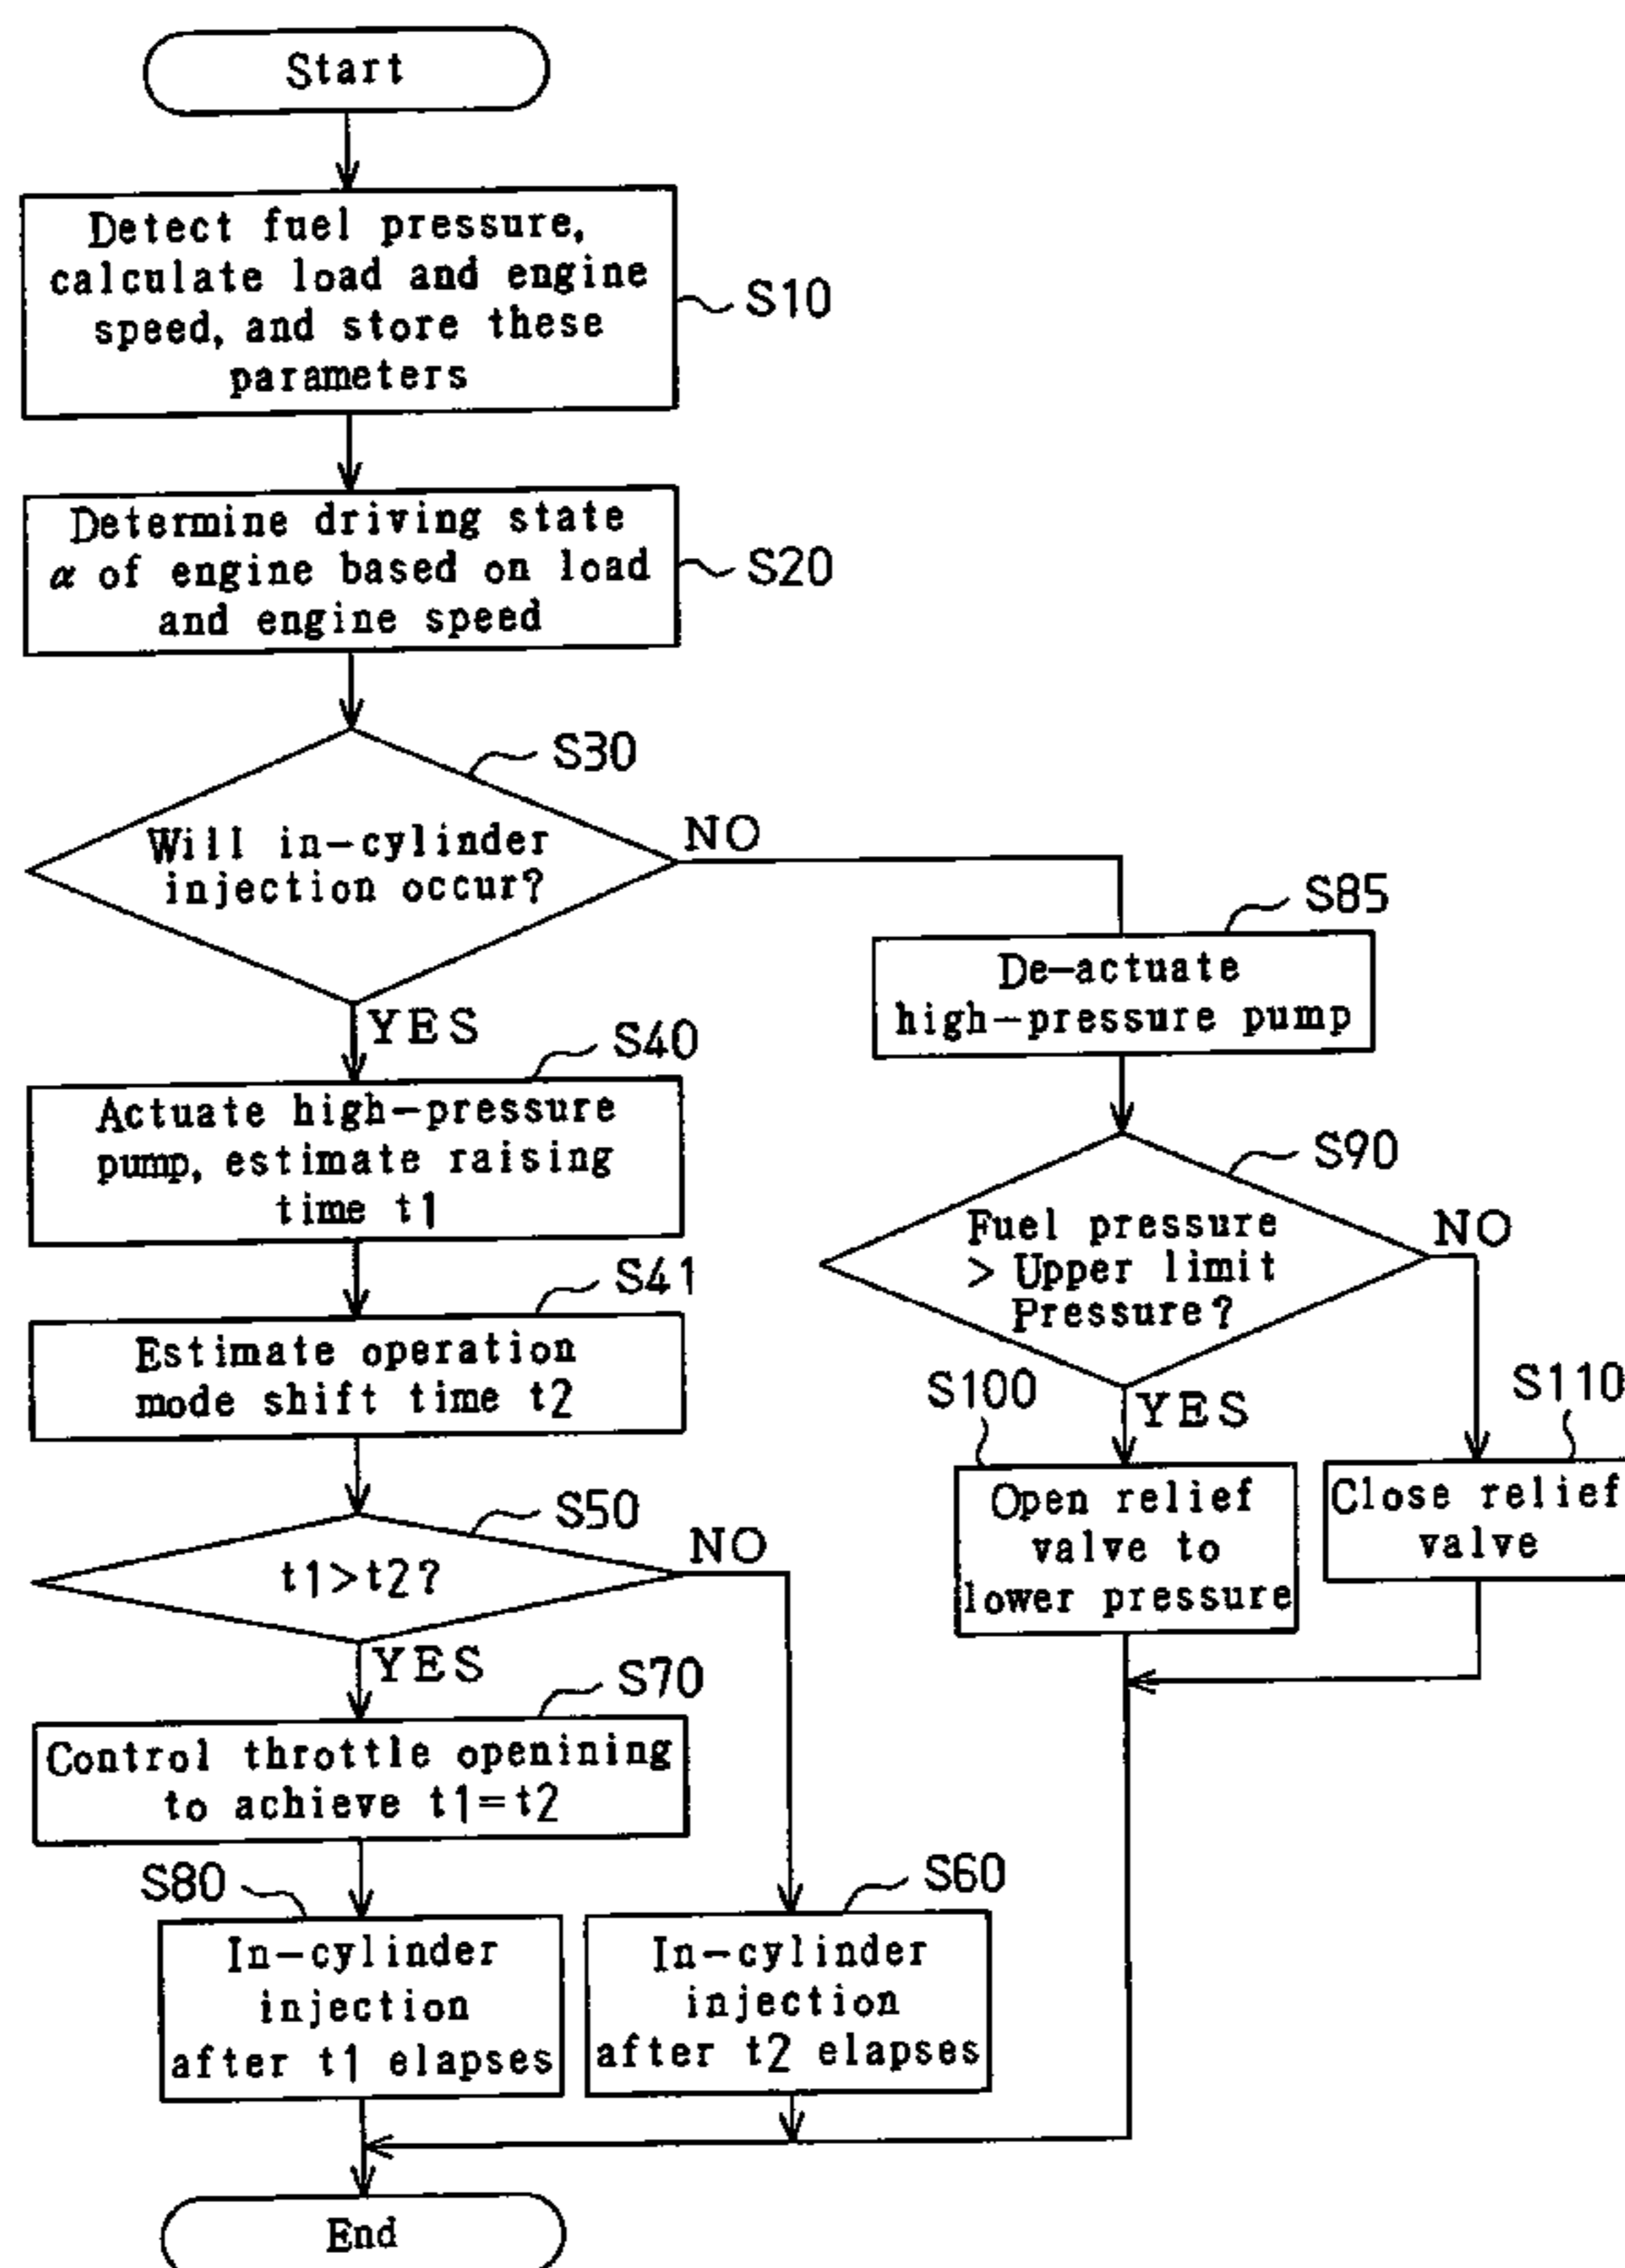 Start
Detect fuel pressure,
calculate load and engine
speed, and store these
parameters
S10
Determine driving state
α of engine based on load
and engine speed
S20
S30
Will in-cylinder
injection occur?
NO
YES
S85
De-actuate
high-pressure pump
S40
Actuate high-pressure
pump, estimate raising
time t1
S90
Fuel pressure
> Upper limit
Pressure?
NO
YES
S41
Estimate operation
mode shift time t2
S100
Open relief
valve to
lower pressure
S110
Close relief
valve
S50
t1>t2?
NO
YES
S70
Control throttle openining
to achieve t1=t2
S80
In-cylinder
injection
after t1 elapses
S60
In-cylinder
injection
after t2 elapses
End